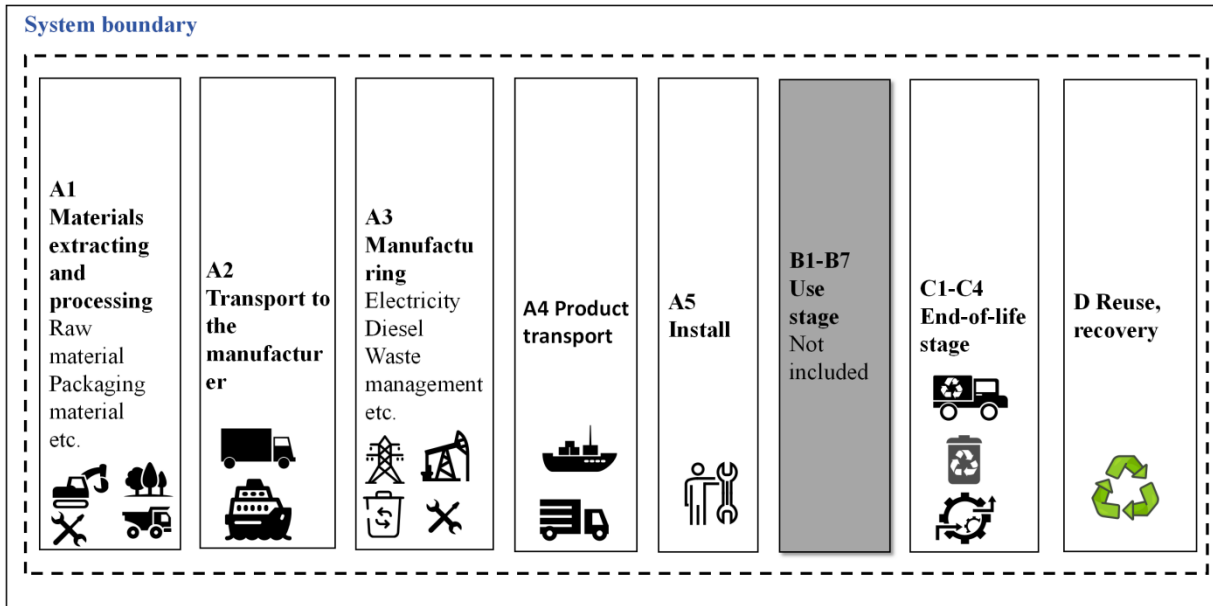 System boundary
A1
Materials
extracting
and
processing
Raw
material
Packaging
material
etc.
A2
Transport to
the
manufactur
er
A3
Manufactu
ring
Electricity
Diesel
Waste
management
etc.
A4 Product
transport
A5
Install
B1-B7
Use
stage
Not
included
C1-C4
End-of-life
stage
D Reuse,
recovery